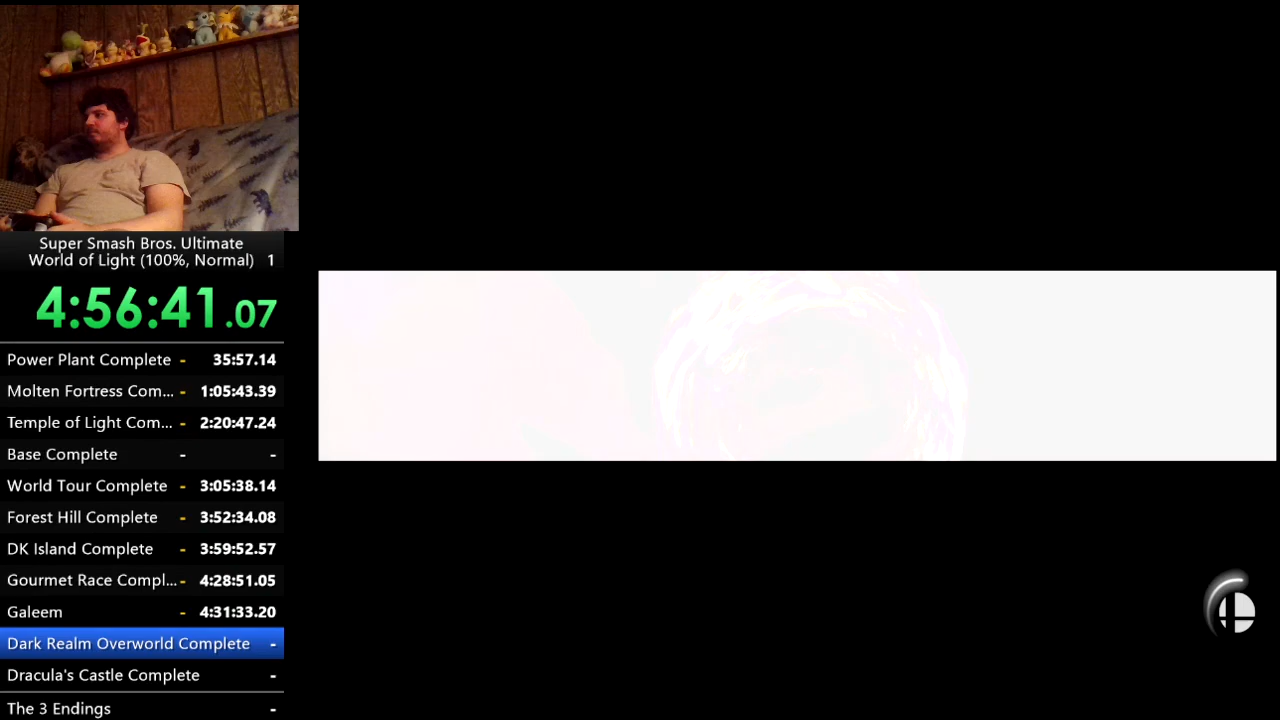 Super Smash Bros. Ultimate
World of Light (100%, Normal) 1
4:56:41.07
Power Plant Complete - 35:57.14
Molten Fortress Com... - 1:05:43.39
Temple of Light Com... - 2:20:47.24
Base Complete - -
World Tour Complete - 3:05:38.14
Forest Hill Complete - 3:52:34.08
DK Island Complete - 3:59:52.57
Gourmet Race Compl... - 4:28:51.05
Galeem - 4:31:33.20
Dark Realm Overworld Complete -
Dracula's Castle Complete -
The 3 Endings -